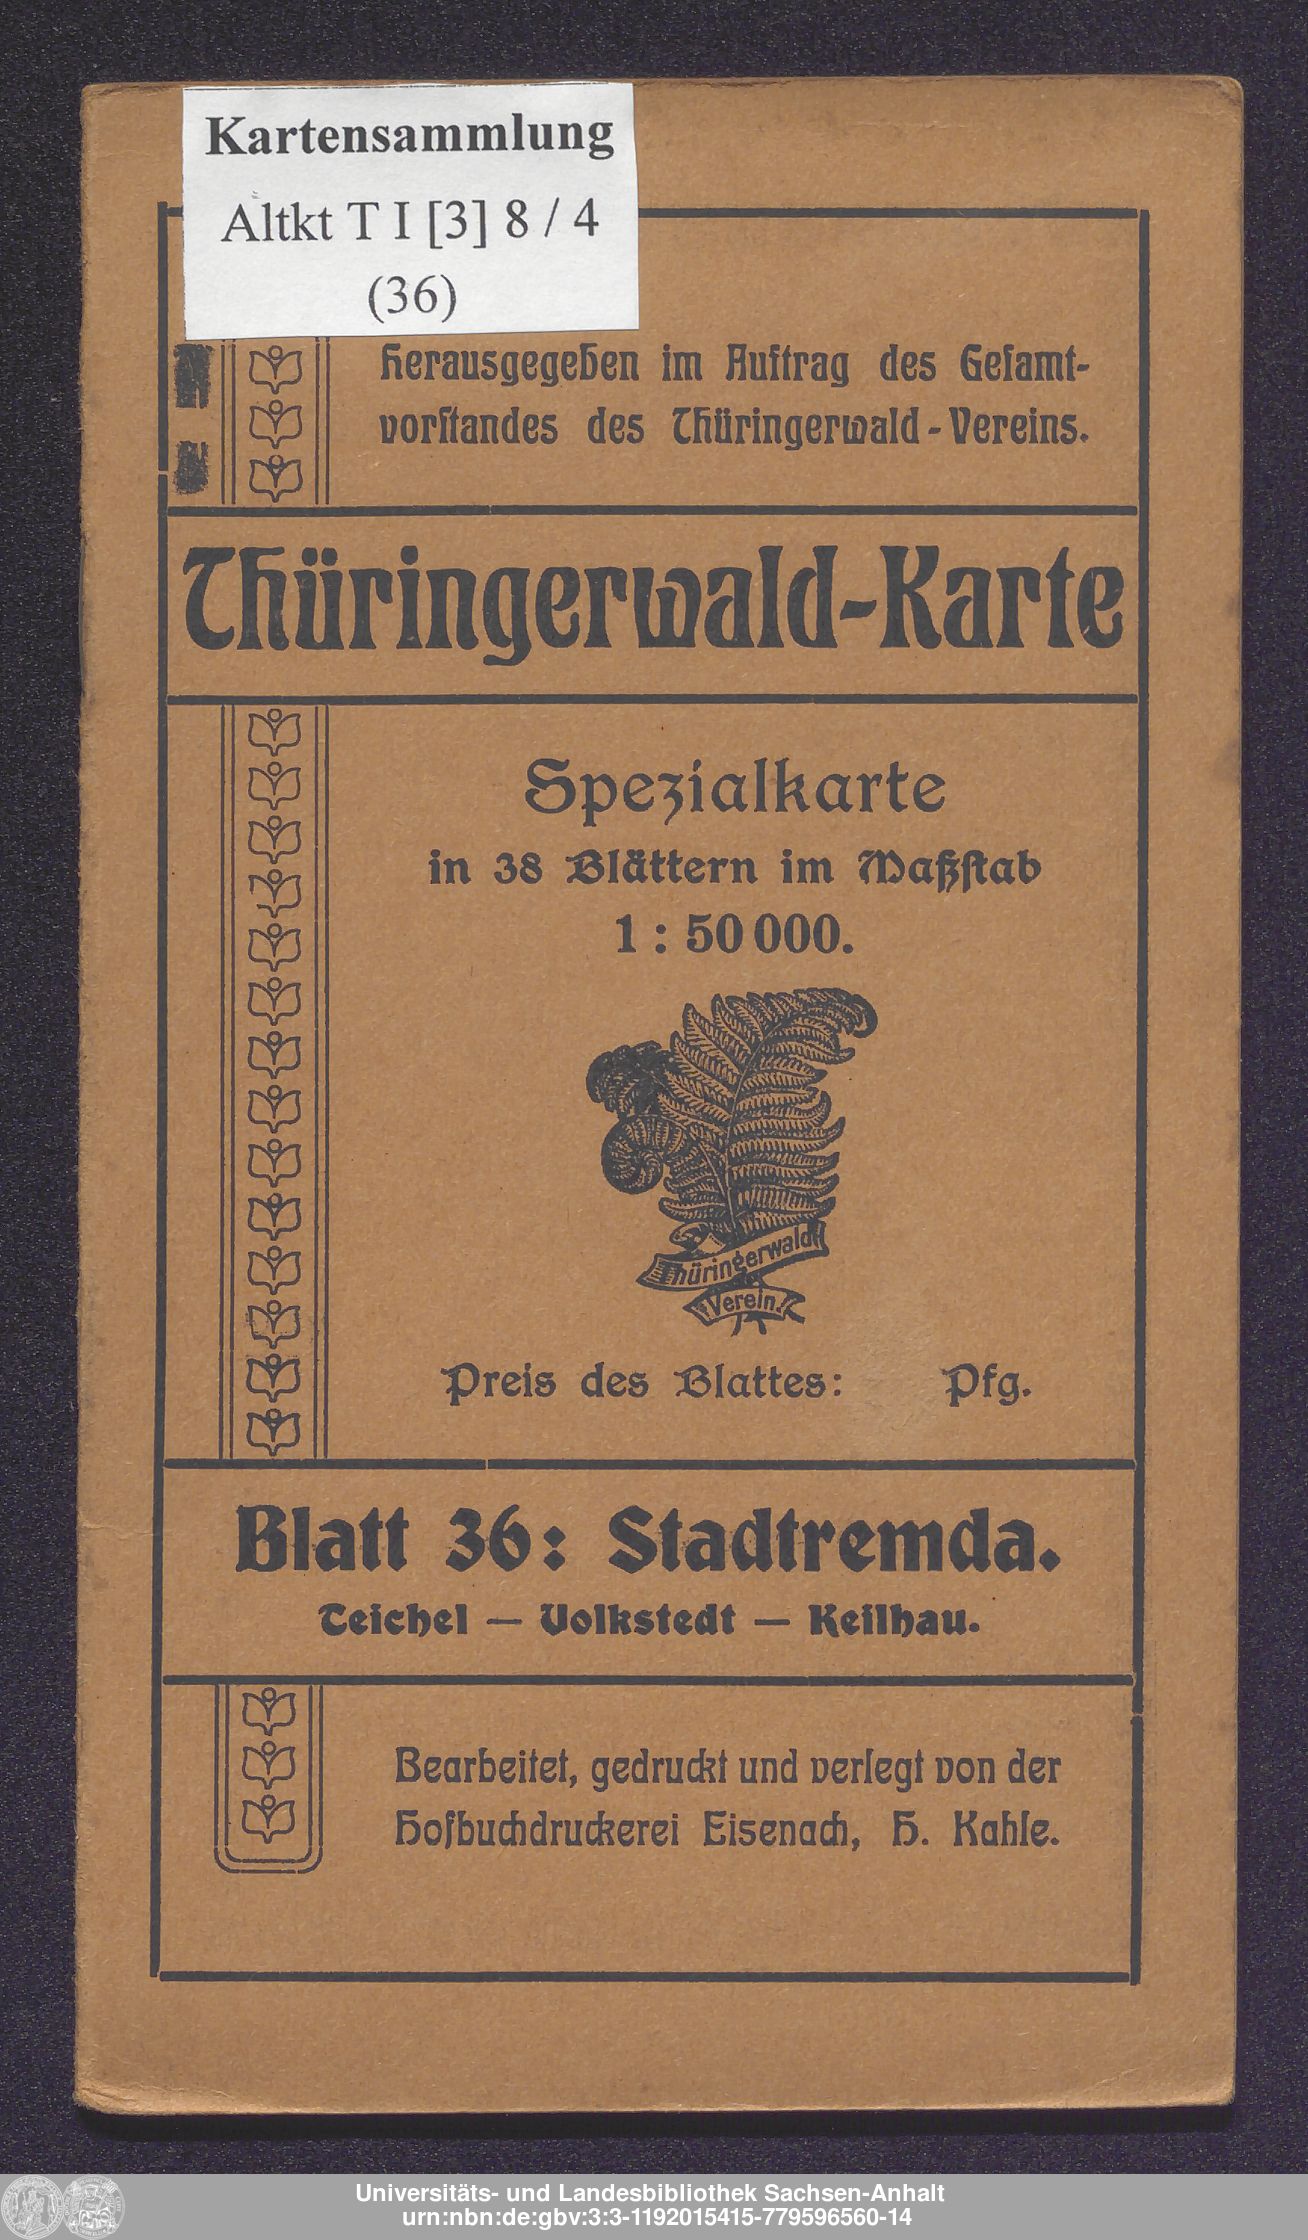 Kartensammlung
Altkt T I [3] 8 / 4
(36)
Herausgegeben im Auftrag des Gesamt-
vorstandes des Thüringerwald-Vereins.
Thüringerwald-Karte
Spezialkarte
in 38 Blättern im Maßstab
1 : 50 000.
Thüringerwald
Verein.
Preis des Blattes: Pfg.
Blatt 36: Stadtremda.
Teichel — Volkstedt — Keilhau.
Bearbeitet, gedruckt und verlegt von der
Hofbuchdruckerei Eisenach, H. Kahle.
Universitäts- und Landesbibliothek Sachsen-Anhalt
urn:nbn:de:gbv:3:3-1192015415-779596560-14